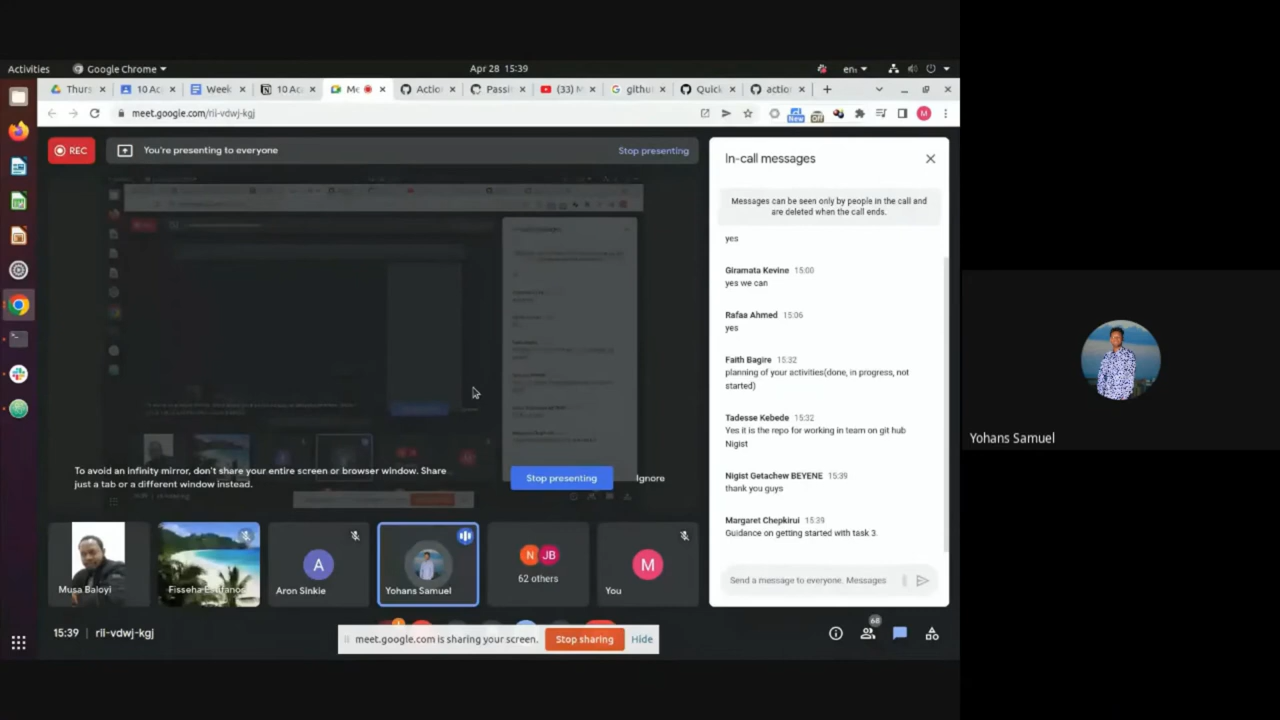 Activities
Google Chrome
Apr 28 15:39
en₁
Thurs
10 Ac
Week
10 Ac
Me
Action
Passi
(33) M
githu
Quick
action
meet.google.com/rii-vdwj-kgj
New
Off
M
REC
You're presenting to everyone
Stop presenting
In-call messages
Messages can be seen only by people in the call and
are deleted when the call ends.
yes
Giramata Kevine 15:00
yes we can
Rafaa Ahmed 15:06
yes
Faith Bagire 15:32
planning of your activities(done, in progress, not
started)
Tadesse Kebede 15:32
Yes it is the repo for working in team on git hub
Nigist
Nigist Getachew BEYENE 15:39
thank you guys
Margaret Chepkirui 15:39
Guidance on getting started with task 3.
Send a message to everyone. Messages
To avoid an infinity mirror, don't share your entire screen or browser window. Share
just a tab or a different window instead.
Stop presenting
Ignore
Musa Baloyi
Fisseha Estifanos
A
Aron Sinkie
Yohans Samuel
N
JB
62 others
M
You
15:39 | rii-vdwj-kgj
meet.google.com is sharing your screen.
Stop sharing
Hide
68
Yohans Samuel